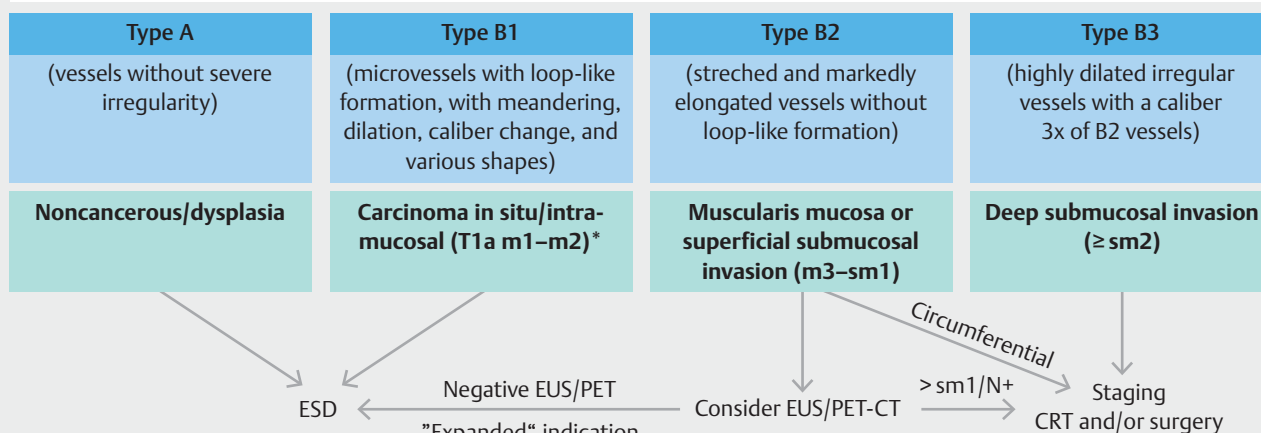 Type A
(vessels without severe
irregularity)
Noncancerous/dysplasia
Type B1
(microvessels with loop-like
formation, with meandering,
dilation, caliber change, and
various shapes)
Carcinoma in situ/intra-
mucosal (T1a m1–m2)*
Type B2
(streched and markedly
elongated vessels without
loop-like formation)
Muscularis mucosa or
superficial submucosal
invasion (m3–sm1)
Type B3
(highly dilated irregular
vessels with a caliber
3x of B2 vessels)
Deep submucosal invasion
(≥ sm2)
Circumferential
ESD
Negative EUS/PET
”Expanded“ indication
Consider EUS/PET-CT
> sm1/N+
Staging
CRT and/or surgery